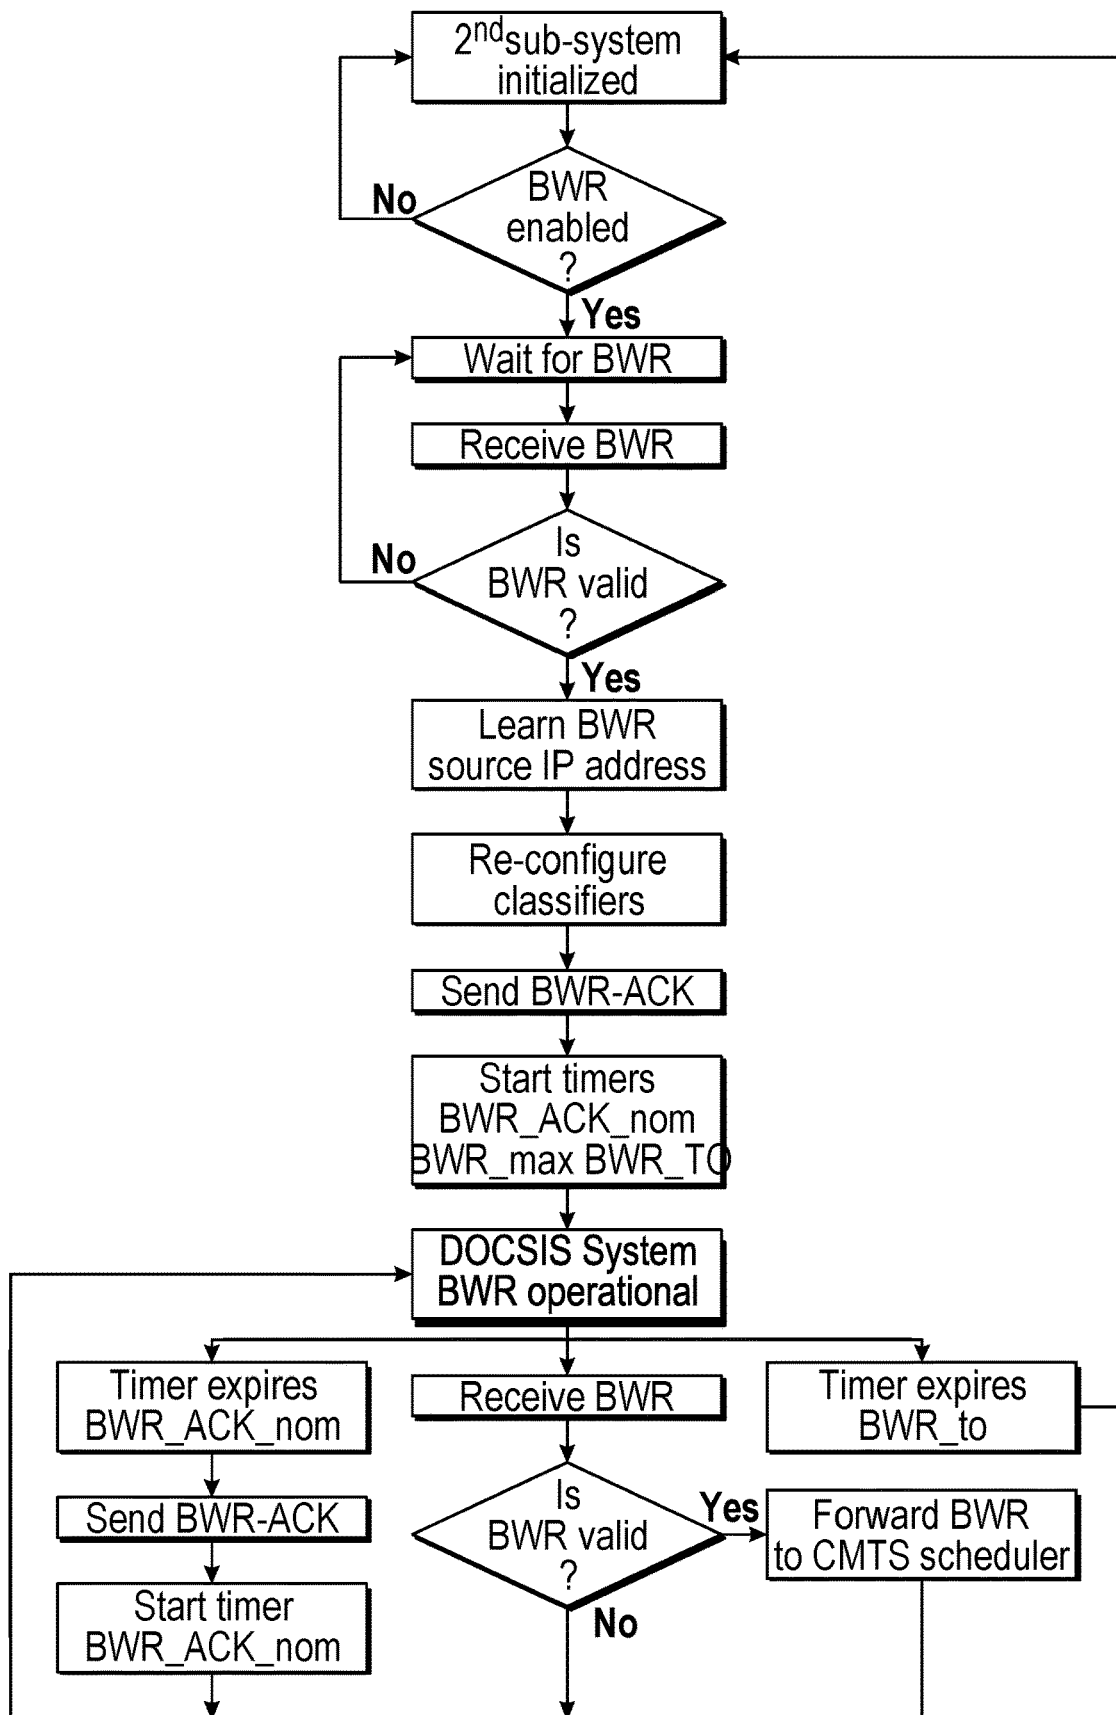 2nd sub-system
initialized
BWR
enabled
?
No
Yes
Wait for BWR
Receive BWR
Is
BWR valid
?
No
Yes
Learn BWR
source IP address
Re-configure
classifiers
Send BWR-ACK
Start timers
BWR_ACK_nom
BWR_max BWR_TO
DOCSIS System
BWR operational
Timer expires
BWR_ACK_nom
Send BWR-ACK
Start timer
BWR_ACK_nom
Receive BWR
Is
BWR valid
?
Yes
No
Timer expires
BWR_to
Forward BWR
to CMTS scheduler